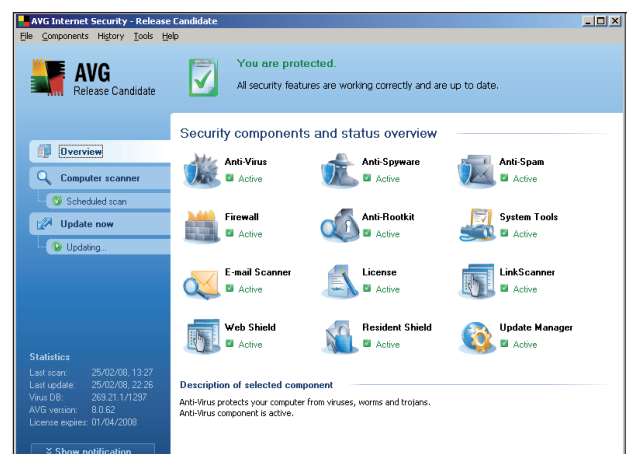 AVG Internet Security - Release Candidate
File Components History Tools Help
AVG
Release Candidate
You are protected.
All security features are working correctly and are up to date.
Overview
Computer scanner
Scheduled scan
Update now
Updating...
Security components and status overview
Anti-Virus
Active
Anti-Spyware
Active
Anti-Spam
Active
Firewall
Active
Anti-Rootkit
Active
System Tools
Active
E-mail Scanner
Active
License
Active
LinkScanner
Active
Web Shield
Active
Resident Shield
Active
Update Manager
Active
Statistics
Last scan: 25/02/08, 13:27
Last update: 25/02/08, 22:26
Virus DB: 269.21.1/1297
AVG version: 8.0.62
License expires: 01/04/2008
Show notification
Description of selected component
Anti-Virus protects your computer from viruses, worms and trojans.
Anti-Virus component is active.